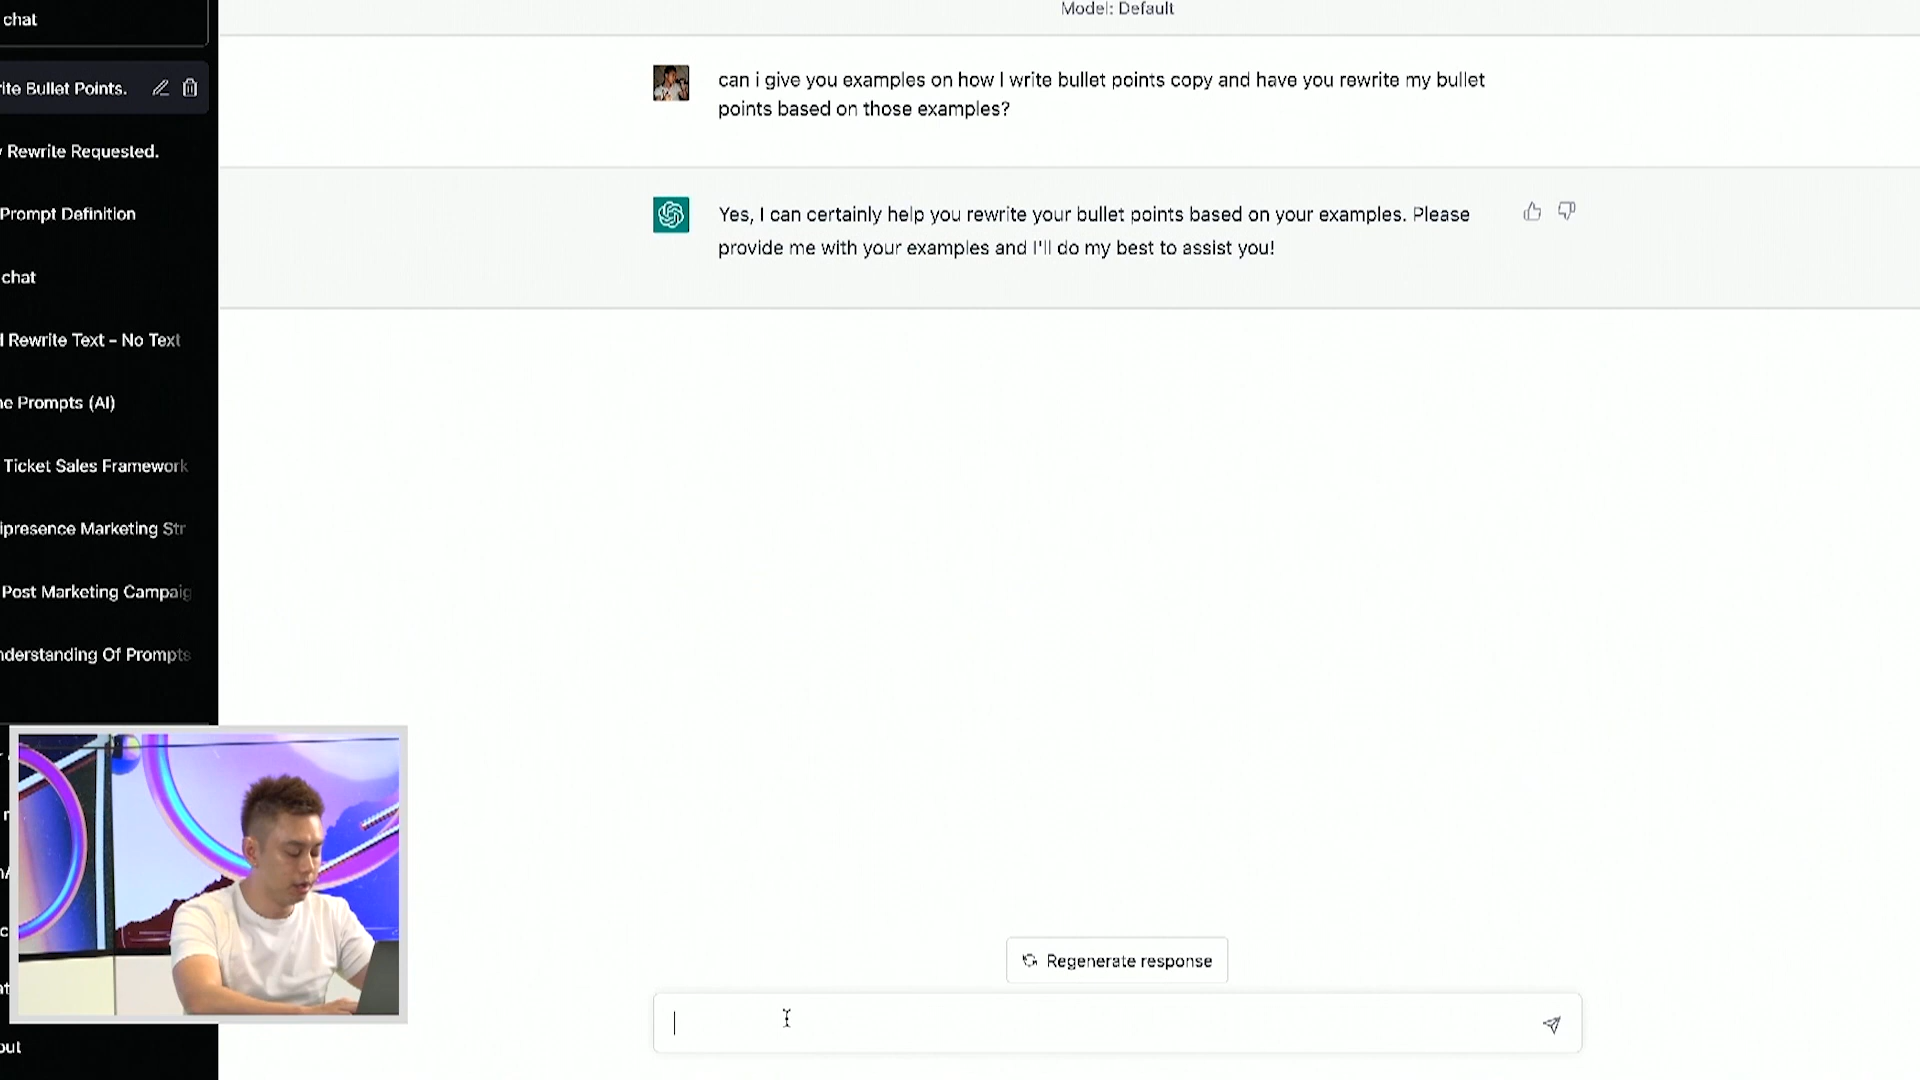 chat
ite Bullet Points.
Rewrite Requested.
Prompt Definition
chat
Rewrite Text – No Text
e Prompts (AI)
Ticket Sales Framework
ipresence Marketing Str
Post Marketing Campaig
nderstanding Of Prompts
out
Model: Default
can i give you examples on how I write bullet points copy and have you rewrite my bullet
points based on those examples?
Yes, I can certainly help you rewrite your bullet points based on your examples. Please
provide me with your examples and I'll do my best to assist you!
Regenerate response